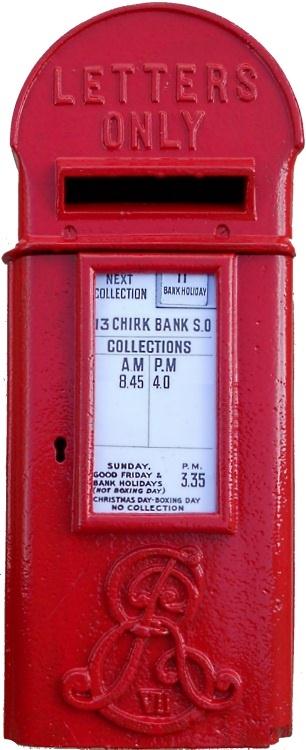 LETTERS
ONLY
NEXT COLLECTION
11
BANK HOLIDAY
13 CHIRK BANK S.O
COLLECTIONS
A M P.M
8.45 4.0
SUNDAY, P.M.
GOOD FRIDAY &
BANK HOLIDAYS 3.35
(NOT BOXING DAY)
CHRISTMAS DAY-BOXING DAY
NO COLLECTION
E R
VII